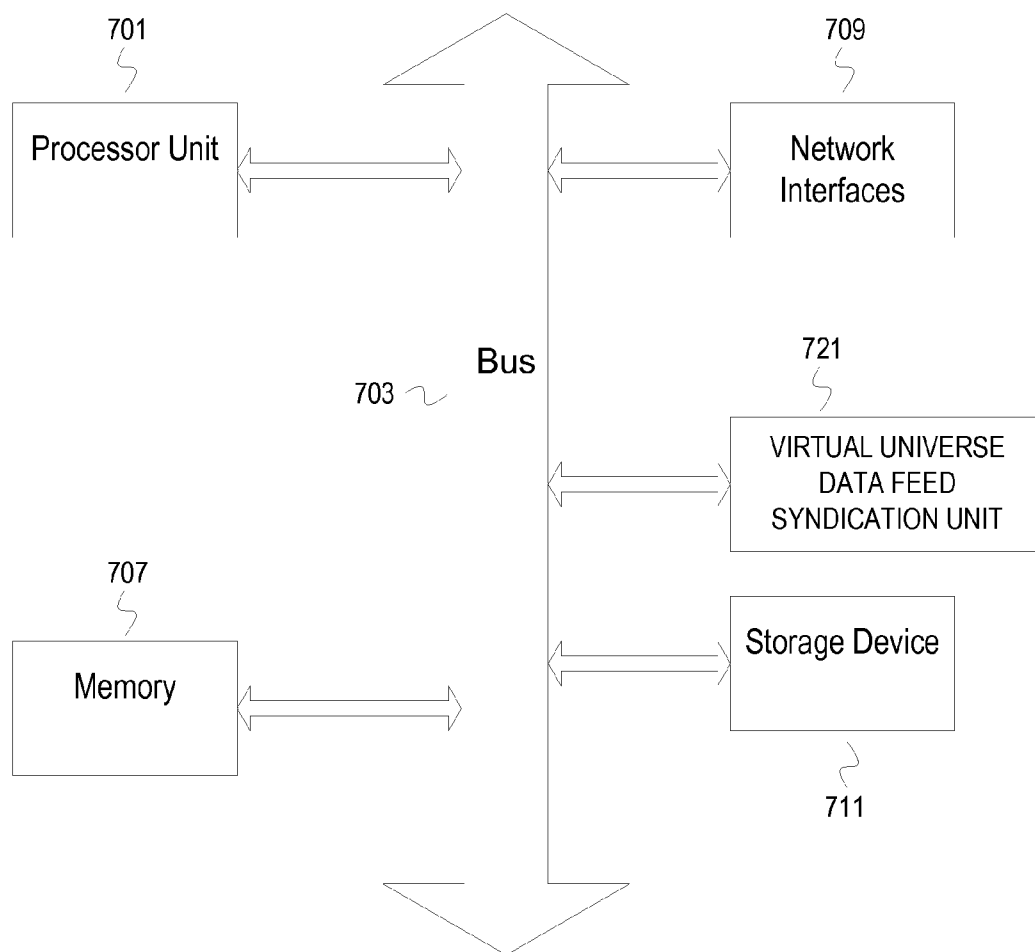 701
709
Processor Unit
Network
Interfaces
Bus
703
721
VIRTUAL UNIVERSE
DATA FEED
SYNDICATION UNIT
707
Memory
Storage Device
711